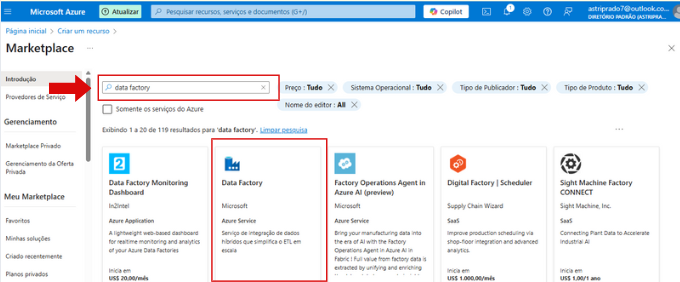 Microsoft Azure
Atualizar
Pesquisar recursos, serviços e documentos (G+/)
Copilot
1
astriprado7@outlook.co...
DIRETÓRIO PADRÃO (ASTRIPRA...
Página inicial > Criar um recurso >
Marketplace ...
Introdução
Provedores de Serviço
Gerenciamento
Marketplace Privado
Gerenciamento da Oferta
Privada
Meu Marketplace
Favoritos
Minhas soluções
Criado recentemente
Planos privados
data factory
Preço : Tudo
Sistema Operacional : Tudo
Tipo de Publicador : Tudo
Tipo de Produto : Tudo
Nome do editor : All
Somente os serviços do Azure
Exibindo 1 a 20 de 119 resultados para 'data factory'. Limpar pesquisa
Data Factory Monitoring
Dashboard
InZintel
Azure Application
A lightweight web-based dashboard
for realtime monitoring and analytics
of your Azure Data Factories
Inicia em
US$ 20,00/mês
Data Factory
Microsoft
Azure Service
Serviço de integração de dados
híbridos que simplifica o ETL em
escala
Factory Operations Agent in
Azure AI (preview)
Microsoft
Azure Service
Bring your manufacturing data into
the era of AI with the Factory
Operations Agent in Azure AI in
Fabric ! Full value from factory data is
extracted by unifying and enriching
Digital Factory | Scheduler
Supply Chain Wizard
SaaS
Improve production scheduling via
shop-floor integration and advanced
analytics.
Inicia em
US$ 1.000,00/mês
Sight Machine Factory
CONNECT
Sight Machine, Inc.
SaaS
Connecting Plant Data to Accelerate
Industrial AI
Inicia em
US$ 1,00/1 ano